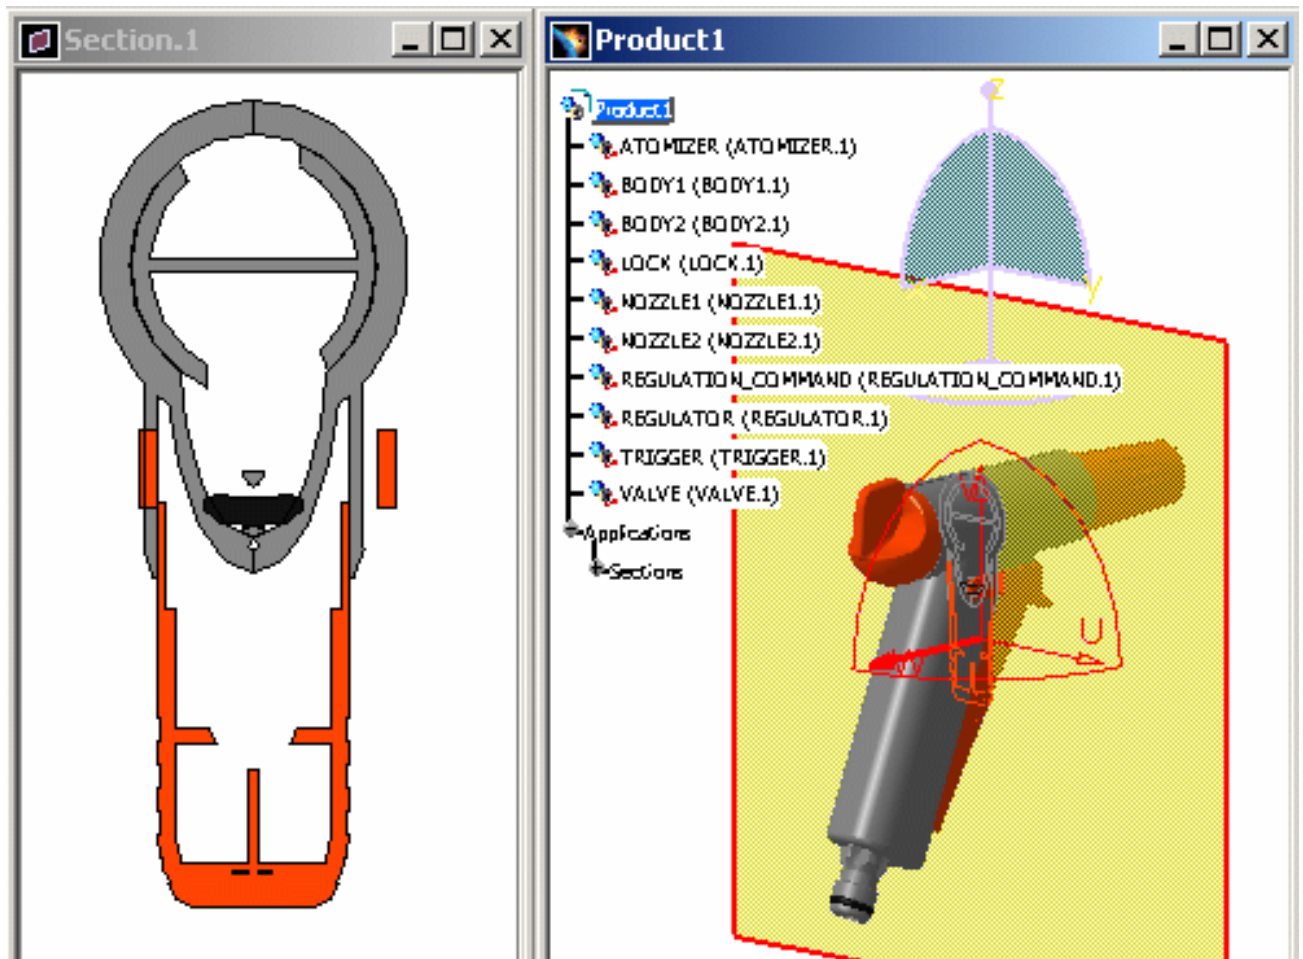 Section.1
Product1
Product1
ATOMIZER (ATOMIZER.1)
BODY1 (BODY1.1)
BODY2 (BODY2.1)
LOCK (LOCK.1)
NOZZLE1 (NOZZLE1.1)
NOZZLE2 (NOZZLE2.1)
REGULATION_COMMAND (REGULATION_COMMAND.1)
REGULATOR (REGULATOR.1)
TRIGGER (TRIGGER.1)
VALVE (VALVE.1)
Applications
Sections
z
x
y
V
U
W